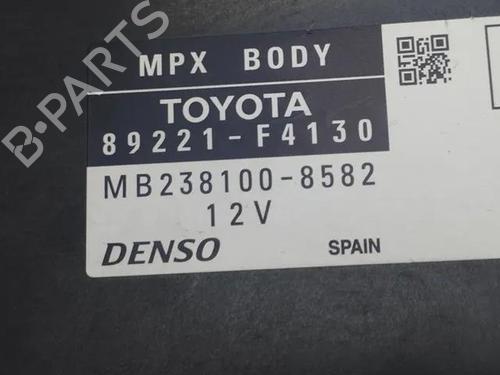 B-PARTS
MPX BODY
TOYOTA
89221-F4130
MB238100-8582
12V
DENSO
SPAIN